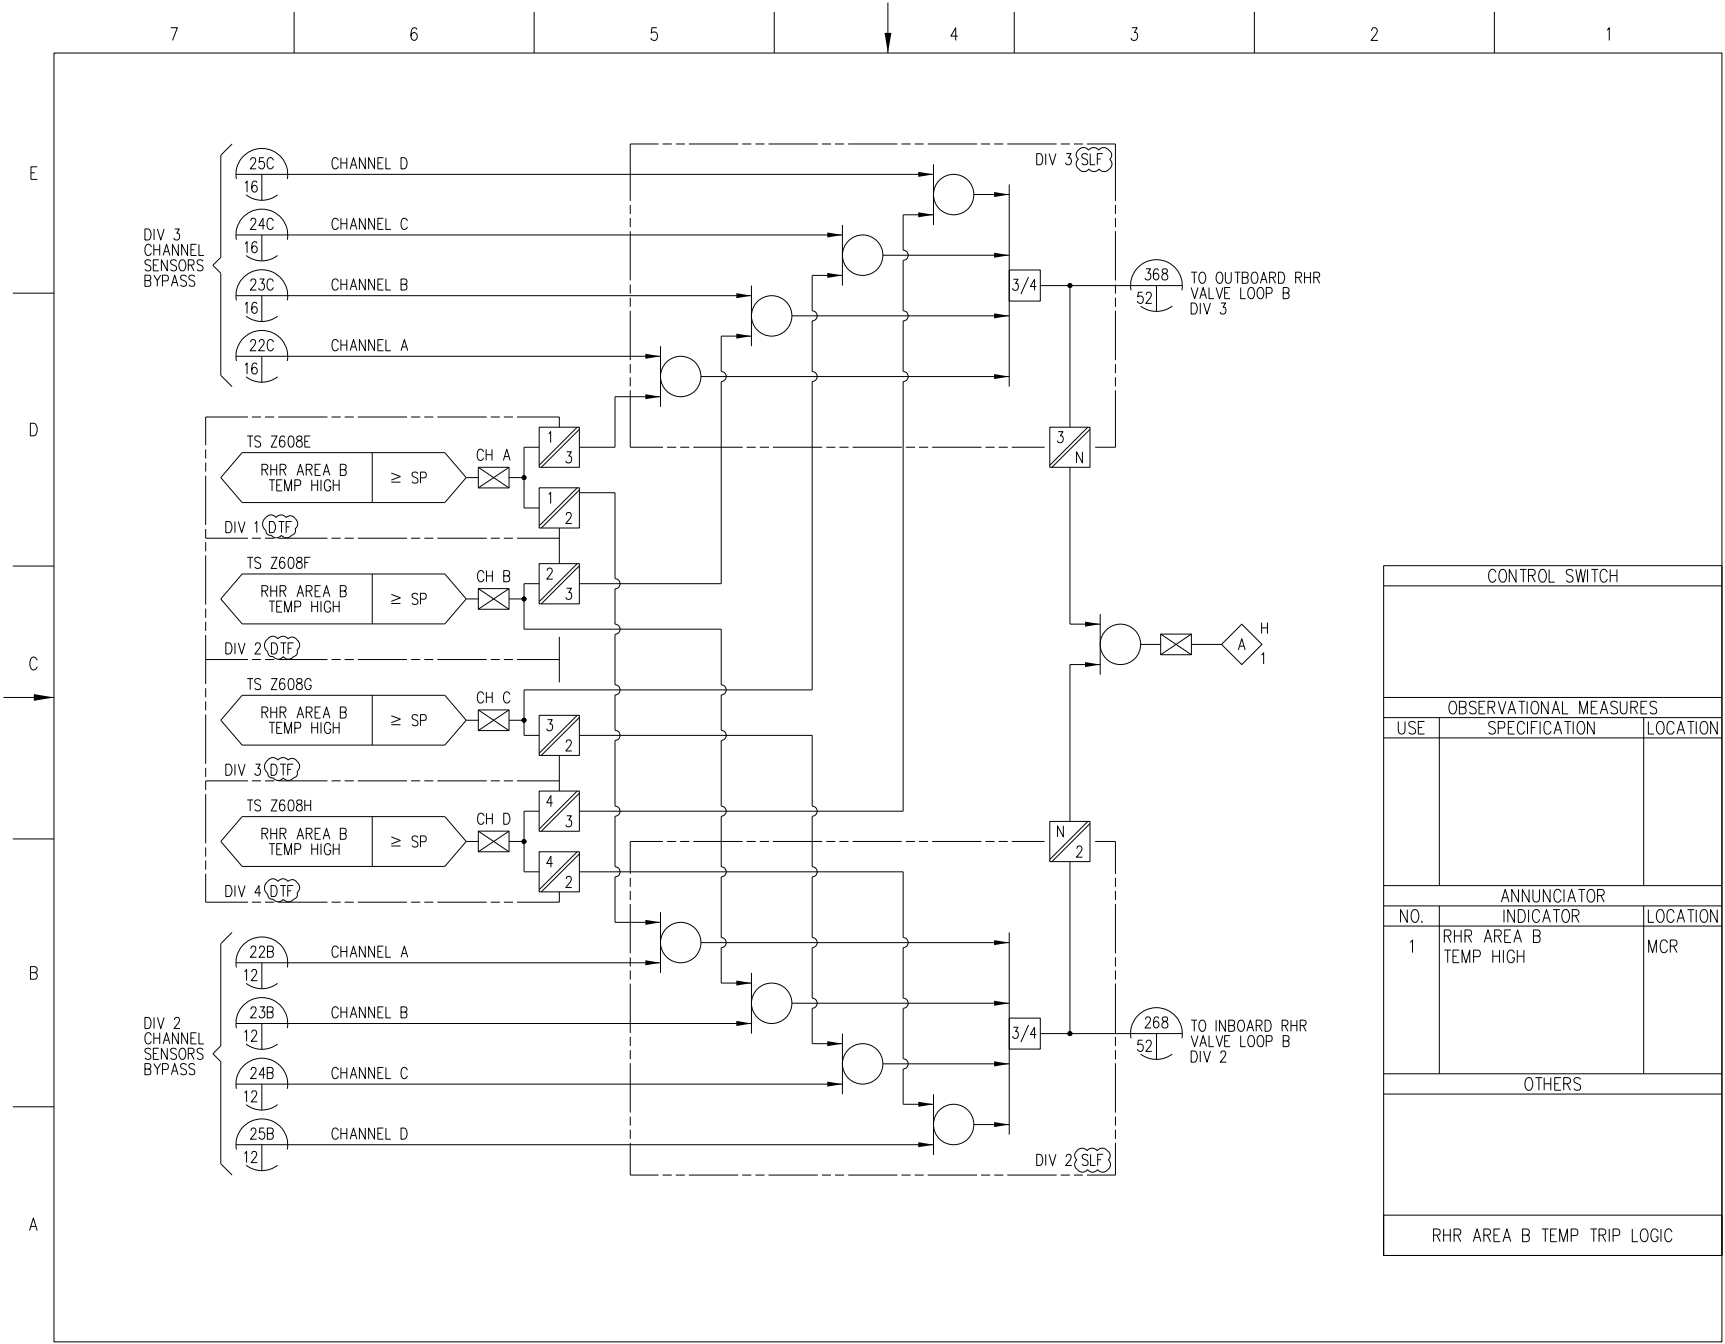 7 6 5 4 3 2 1
E
D
C
B
A
DIV 3
CHANNEL
SENSORS
BYPASS
25C
16
CHANNEL D
24C
16
CHANNEL C
23C
16
CHANNEL B
22C
16
CHANNEL A
DIV 3 SLF
3/4
368
52
TO OUTBOARD RHR
VALVE LOOP B
DIV 3
TS Z608E
RHR AREA B
TEMP HIGH
≥ SP
CH A
1
3
1
2
DIV 1 DTF
TS Z608F
RHR AREA B
TEMP HIGH
≥ SP
CH B
2
3
DIV 2 DTF
TS Z608G
RHR AREA B
TEMP HIGH
≥ SP
CH C
3
2
DIV 3 DTF
TS Z608H
RHR AREA B
TEMP HIGH
≥ SP
CH D
4
3
4
2
DIV 4 DTF
3
N
A
H
1
N
2
DIV 2
CHANNEL
SENSORS
BYPASS
22B
12
CHANNEL A
23B
12
CHANNEL B
24B
12
CHANNEL C
25B
12
CHANNEL D
3/4
268
52
TO INBOARD RHR
VALVE LOOP B
DIV 2
DIV 2 SLF
CONTROL SWITCH
OBSERVATIONAL MEASURES
USE SPECIFICATION LOCATION
ANNUNCIATOR
NO. INDICATOR LOCATION
1 RHR AREA B
TEMP HIGH
MCR
OTHERS
RHR AREA B TEMP TRIP LOGIC